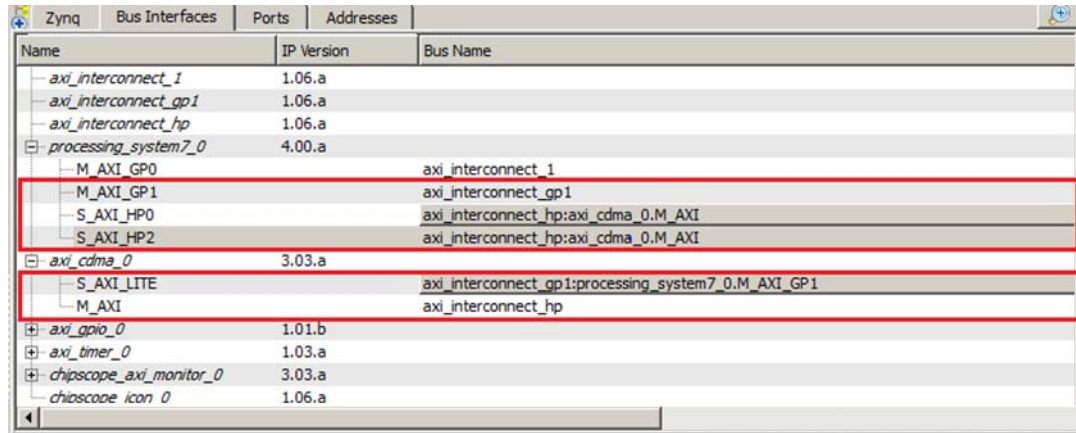 Zynq Bus Interfaces Ports Addresses
Name IP Version Bus Name
axi_interconnect_1 1.06.a
axi_interconnect_gp1 1.06.a
axi_interconnect_hp 1.06.a
processing_system7_0 4.00.a
M_AXI_GP0 axi_interconnect_1
M_AXI_GP1 axi_interconnect_gp1
S_AXI_HP0 axi_interconnect_hp:axi_cdma_0.M_AXI
S_AXI_HP2 axi_interconnect_hp:axi_cdma_0.M_AXI
axi_cdma_0 3.03.a
S_AXI_LITE axi_interconnect_gp1:processing_system7_0.M_AXI_GP1
M_AXI axi_interconnect_hp
axi_gpio_0 1.01.b
axi_timer_0 1.03.a
chipscope_axi_monitor_0 3.03.a
chipscope_icon_0 1.06.a